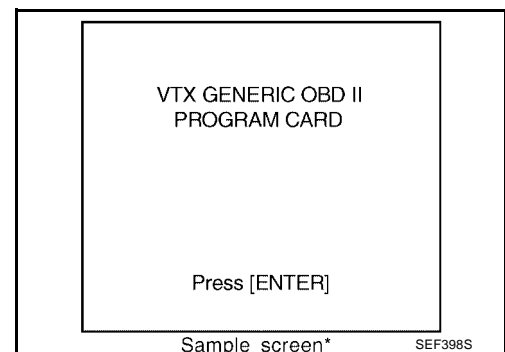 VTX GENERIC OBD II
PROGRAM CARD
Press [ENTER]
Sample screen*
SEF398S